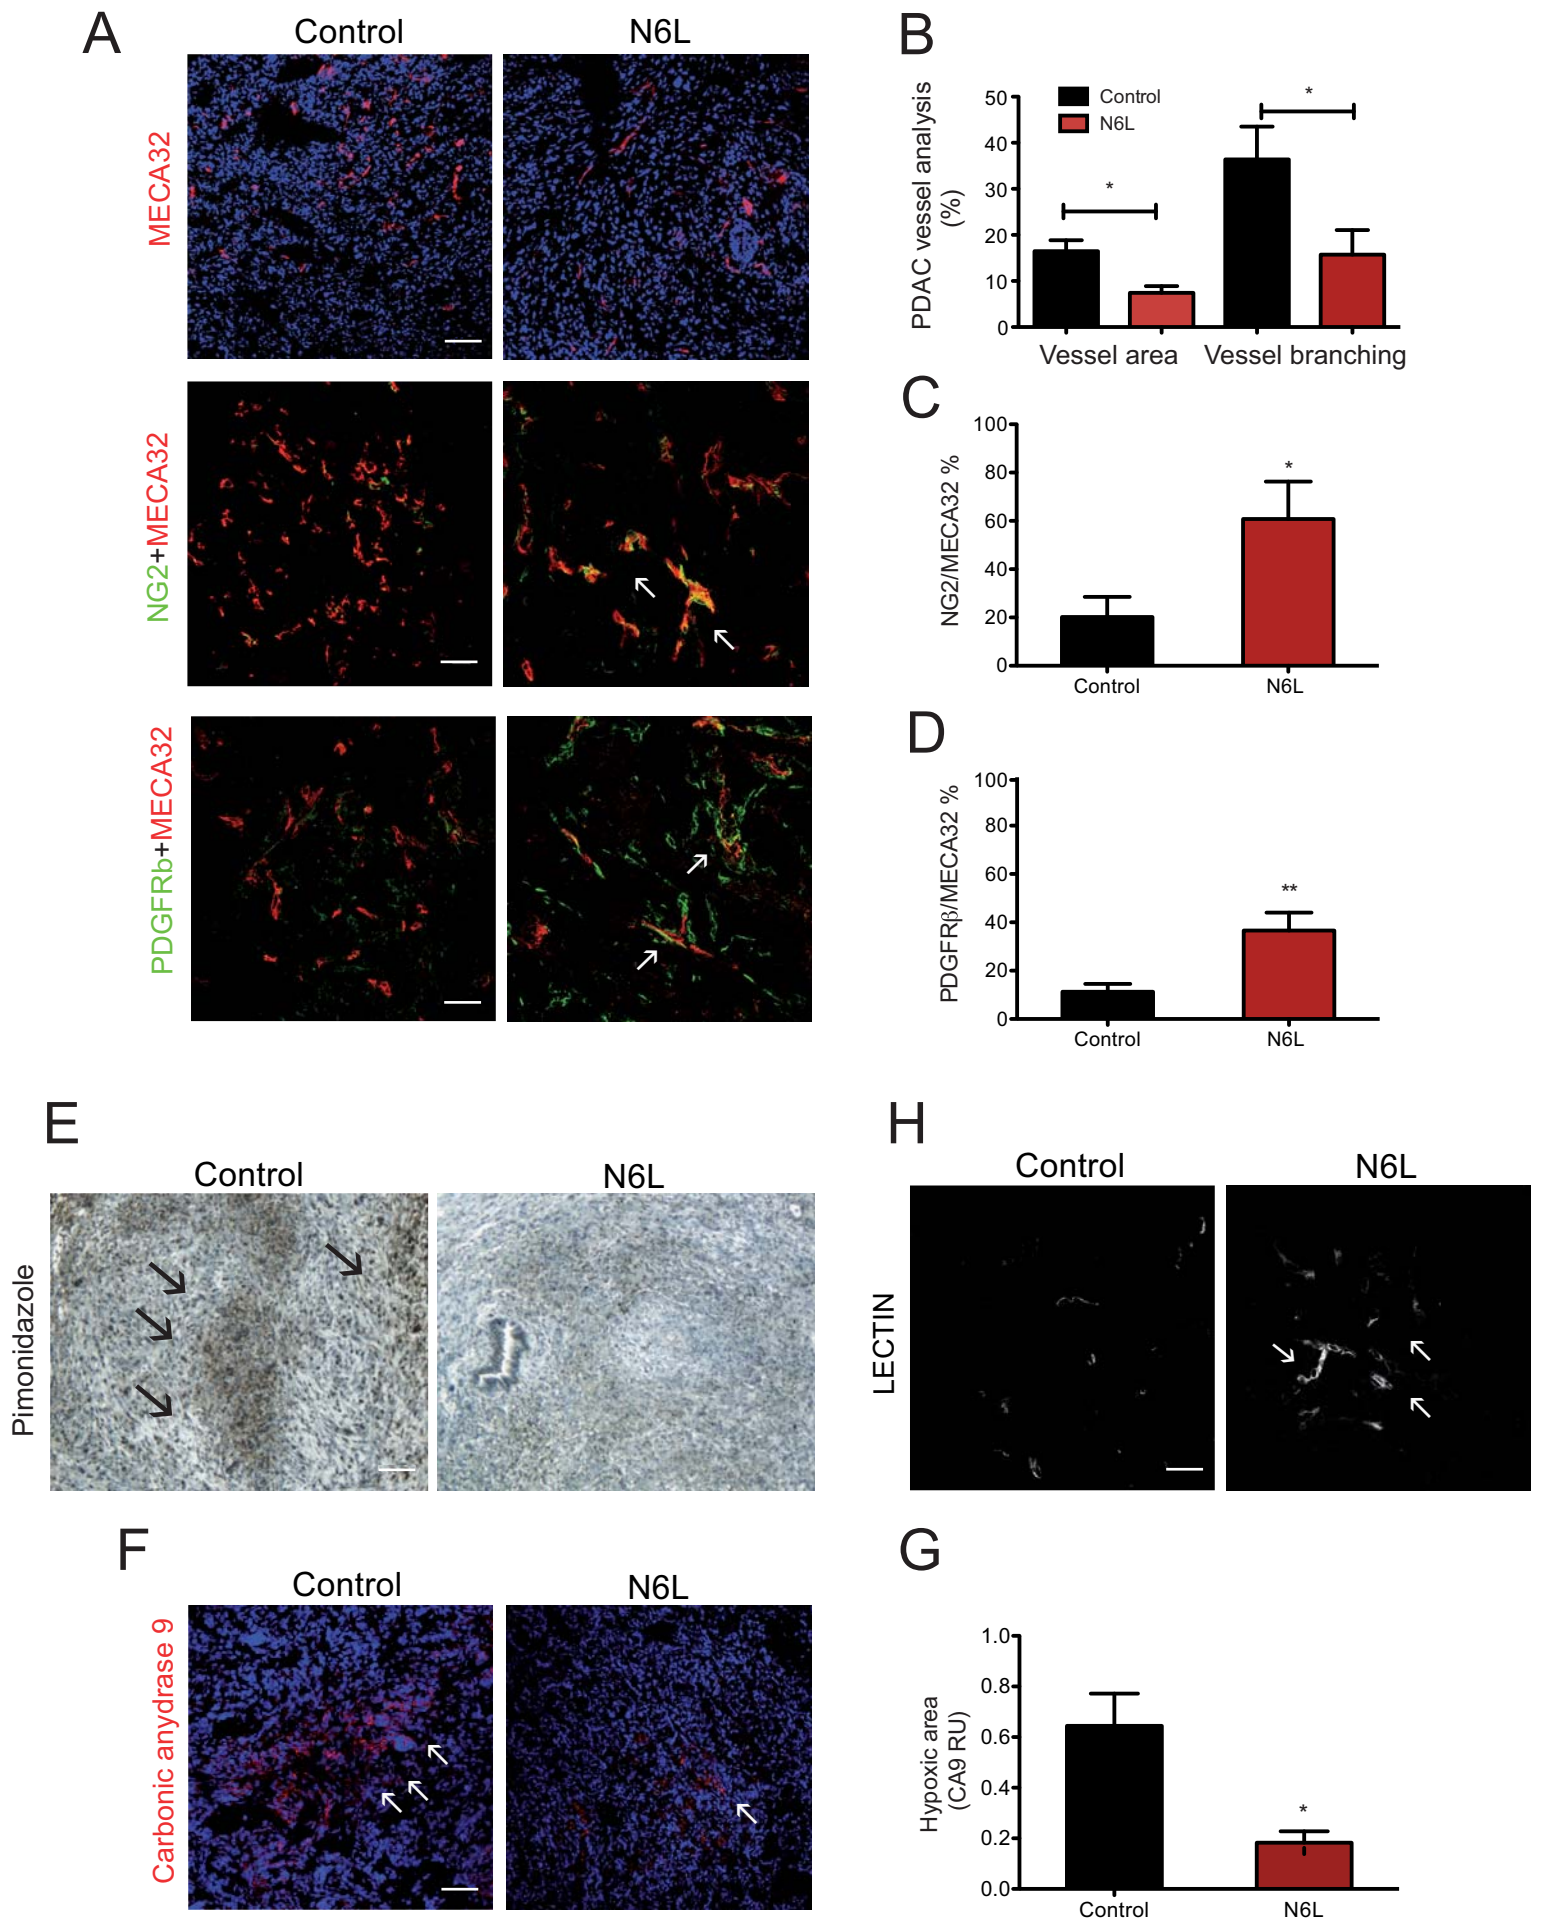 A
Control
N6L
MECA32
NG2+MECA32
PDGFRb+MECA32
B
PDAC vessel analysis
(%)
50
40
30
20
10
0
Control
N6L
*
*
Vessel area
Vessel branching
C
NG2/MECA32 %
100
80
60
40
20
0
*
Control
N6L
D
PDGFRβ/MECA32 %
100
80
60
40
20
0
**
Control
N6L
E
Control
N6L
Pimonidazole
H
Control
N6L
LECTIN
F
Control
N6L
Carbonic anydrase 9
G
Hypoxic area
(CA9 RU)
1.0
0.8
0.6
0.4
0.2
0.0
*
Control
N6L